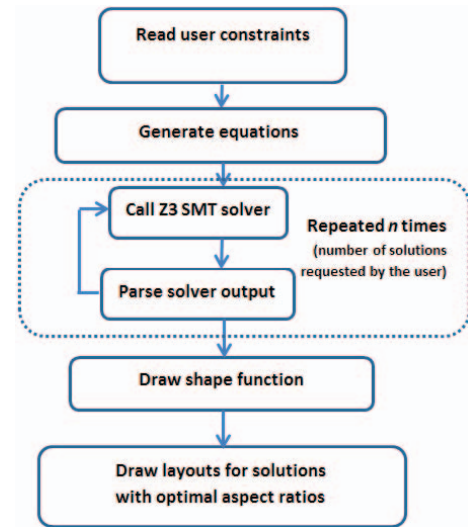 Read user constraints
Generate equations
Call Z3 SMT solver
Repeated n times
(number of solutions
requested by the user)
Parse solver output
Draw shape function
Draw layouts for solutions
with optimal aspect ratios